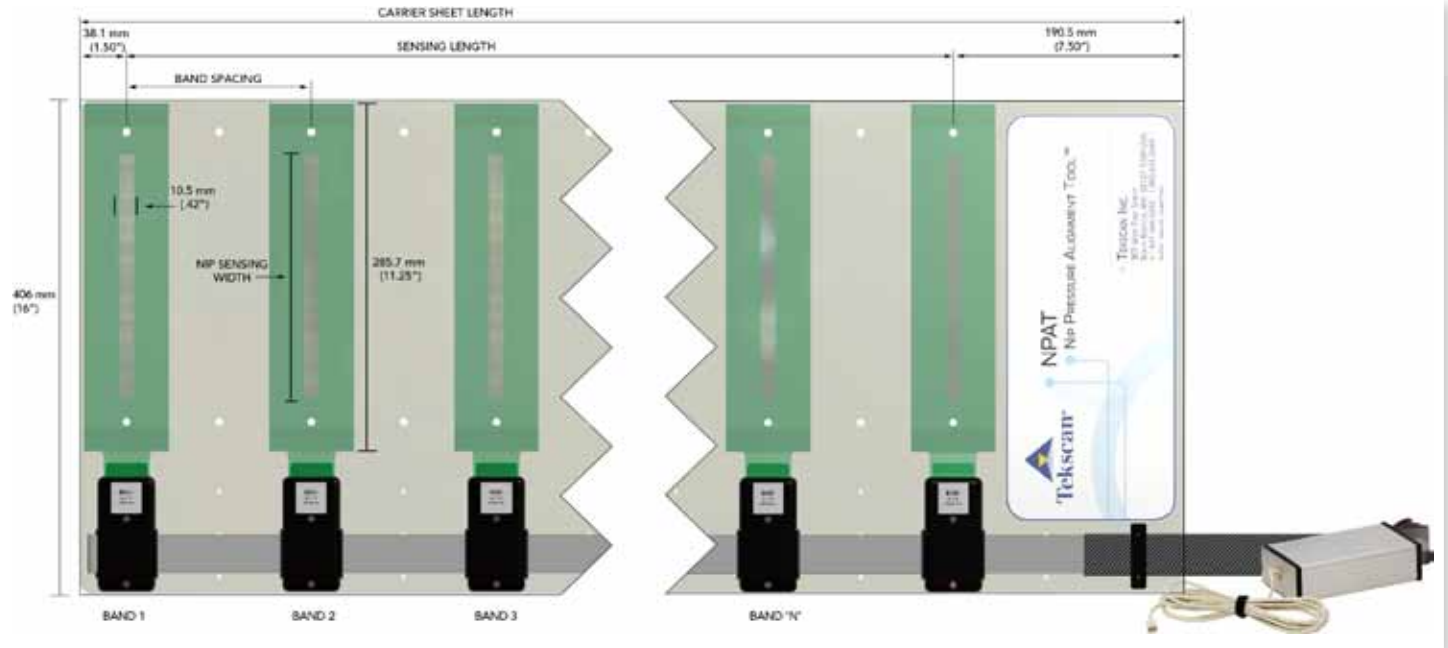 CARRIER SHEET LENGTH
38.1 mm
(1.50")
SENSING LENGTH
190.5 mm
(7.50")
BAND SPACING
10.5 mm
(.42")
NIP SENSING
WIDTH
285.7 mm
(11.25")
406 mm
(16")
NPAT
NIP PRESSURE ALIGNMENT TOOL™
TEKSCAN INC.
Tekscan
BAND 1
BAND 2
BAND 3
BAND "N"